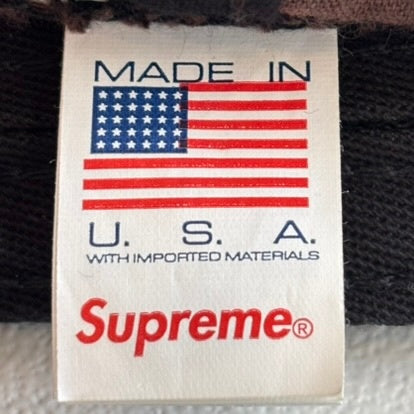 MADE IN
U. S. A.
WITH IMPORTED MATERIALS
Supreme®